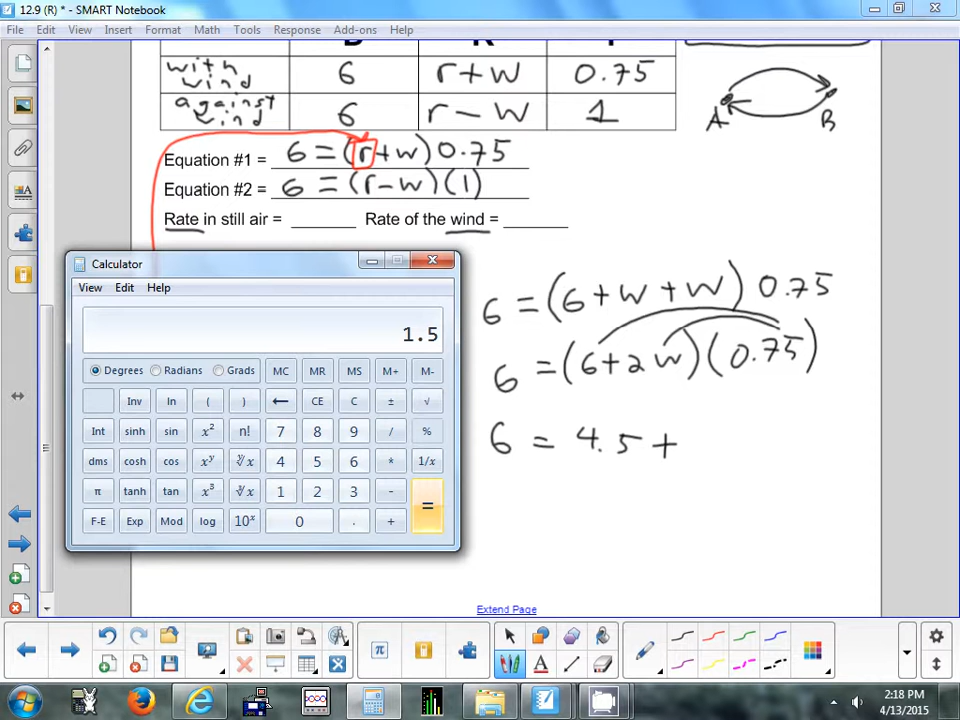 12.9 (R) * - SMART Notebook
File Edit View Insert Format Math Tools Response Add-ons Help
with wind 6 r+w 0.75
against wind 6 r-w 1
A B
Equation #1 = 6 = (r+w) 0.75
Equation #2 = 6 = (r-w)(1)
Rate in still air = ______ Rate of the wind = ______
6 = (6+w+w) 0.75
6 = (6+2w)(0.75)
6 = 4.5 +
Calculator
View Edit Help
1.5
Degrees Radians Grads MC MR MS M+ M-
Inv ln ( ) ← CE C ± √
Int sinh sin x² n! 7 8 9 / %
dms cosh cos xʸ ʸ√x 4 5 6 * 1/x
π tanh tan x³ ³√x 1 2 3 - =
F-E Exp Mod log 10ˣ 0 . +
Extend Page
2:18 PM
4/13/2015